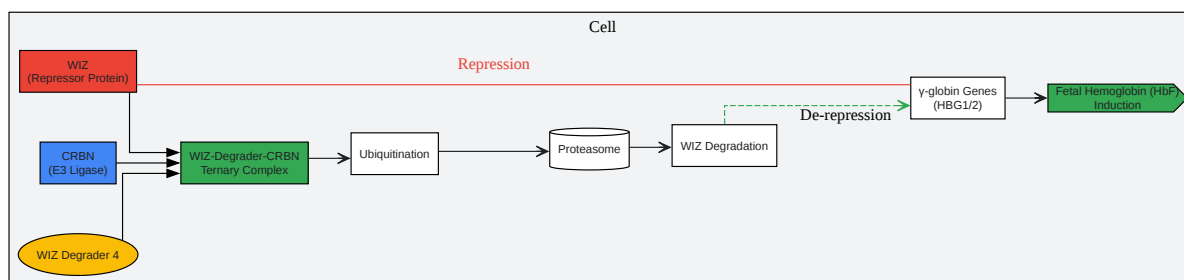 Cell
WIZ
(Repressor Protein)
Repression
γ-globin Genes
(HBG1/2)
Fetal Hemoglobin (HbF)
Induction
De-repression
CRBN
(E3 Ligase)
WIZ-Degrader-CRBN
Ternary Complex
Ubiquitination
Proteasome
WIZ Degradation
WIZ Degrader 4